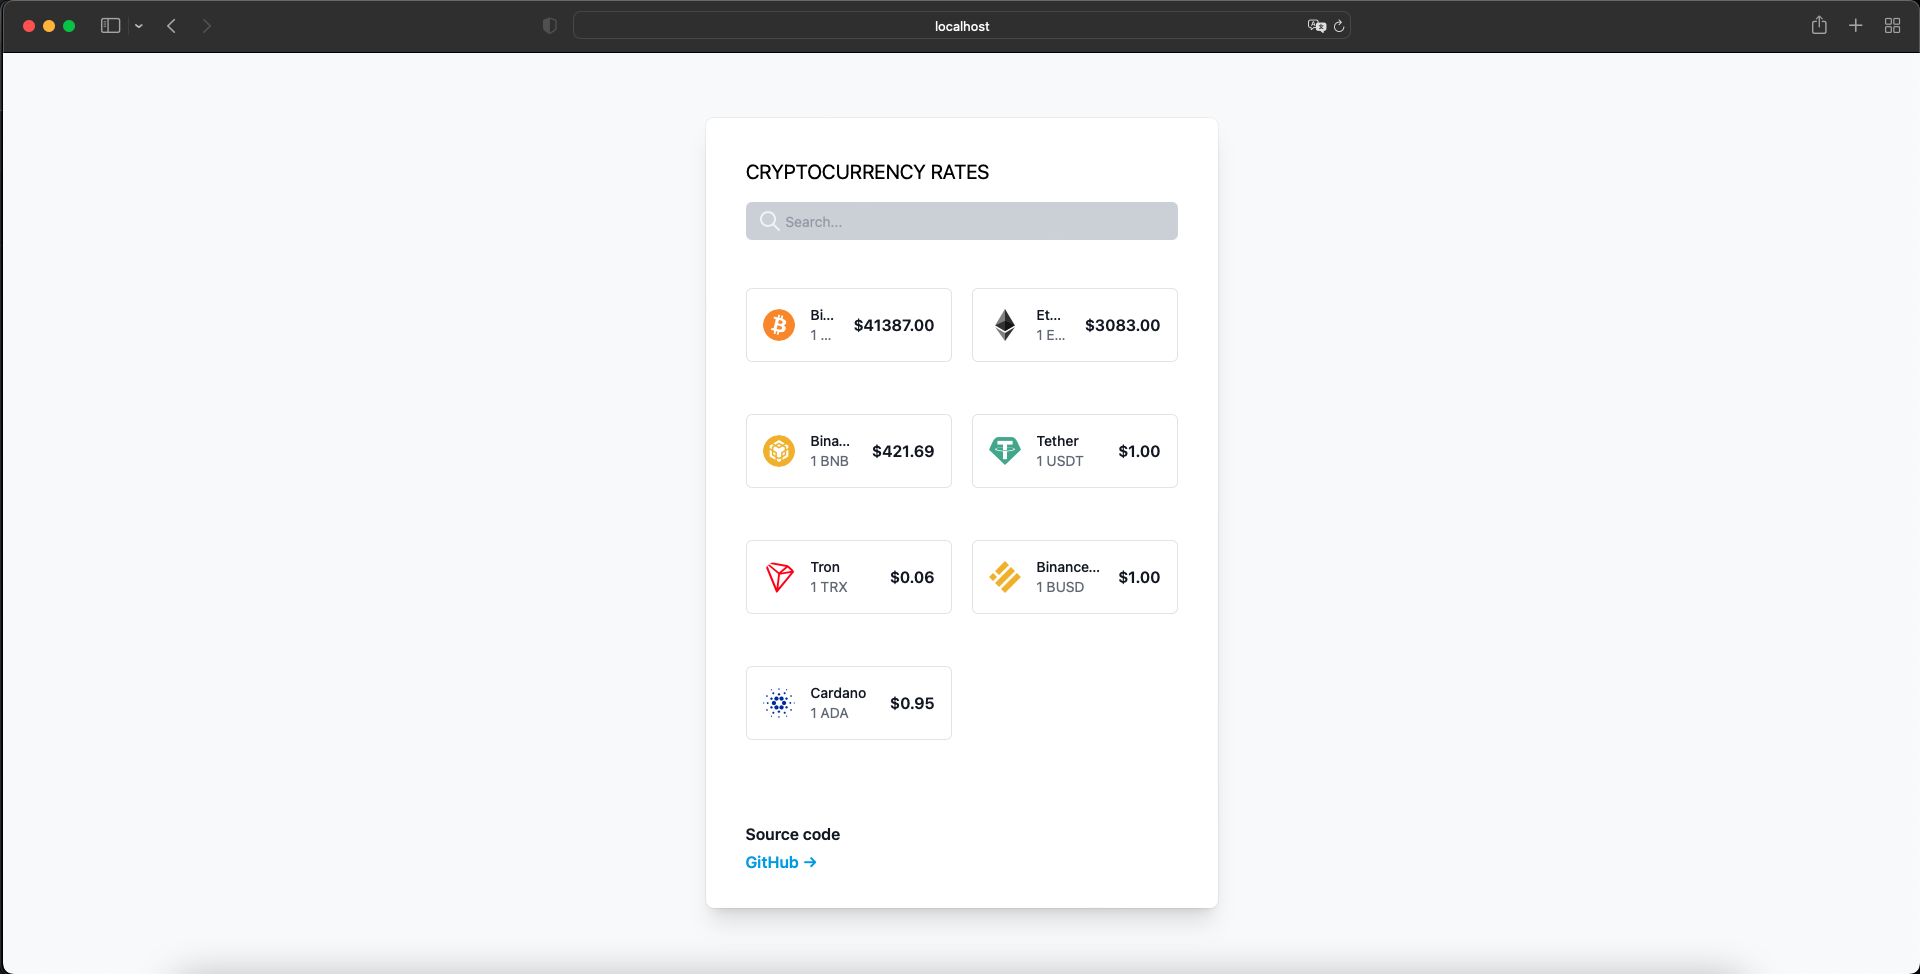 localhost
CRYPTOCURRENCY RATES
Search...
Bi...
1 ...
$41387.00
Et...
1 E...
$3083.00
Bina...
1 BNB
$421.69
Tether
1 USDT
$1.00
Tron
1 TRX
$0.06
Binance...
1 BUSD
$1.00
Cardano
1 ADA
$0.95
Source code
GitHub →